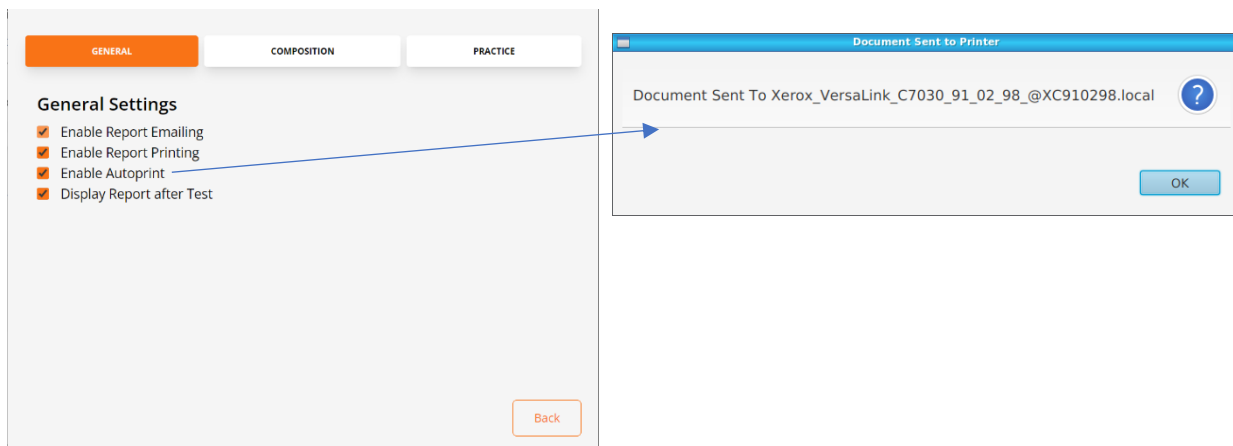 GENERAL
COMPOSITION
PRACTICE
General Settings
Enable Report Emailing
Enable Report Printing
Enable Autoprint
Display Report after Test
Back
Document Sent to Printer
Document Sent To Xerox_VersaLink_C7030_91_02_98_@XC910298.local
?
OK